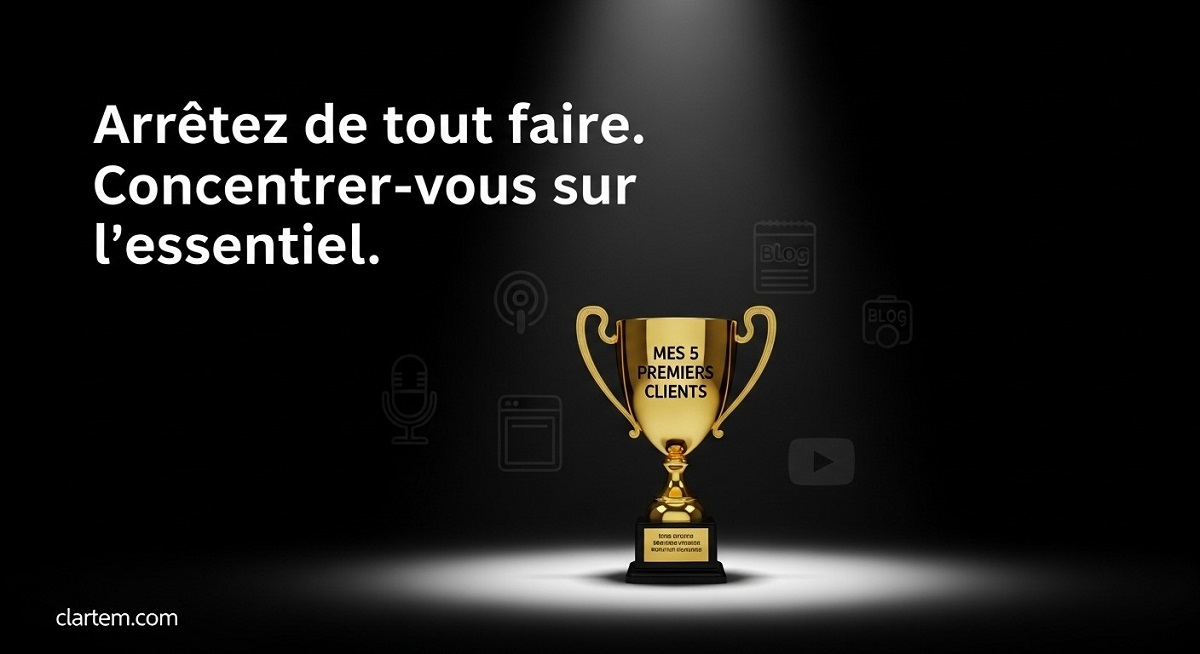 Arrêtez de tout faire.
Concentrer-vous sur
l’essentiel.
Blog
BLOG
MES 5
PREMIERS
CLIENTS
clartem.com